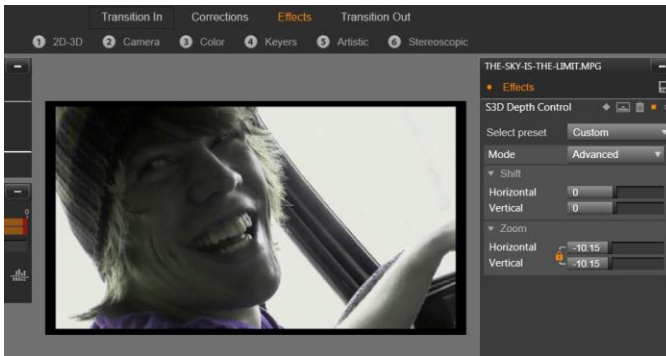 Transition In Corrections Effects Transition Out
1 2D-3D 2 Camera 3 Color 4 Keyers 5 Artistic 6 Stereoscopic
THE-SKY-IS-THE-LIMIT.MPG
Effects
S3D Depth Control
Select preset Custom
Mode Advanced
Shift
Horizontal 0
Vertical 0
Zoom
Horizontal -10.15
Vertical -10.15